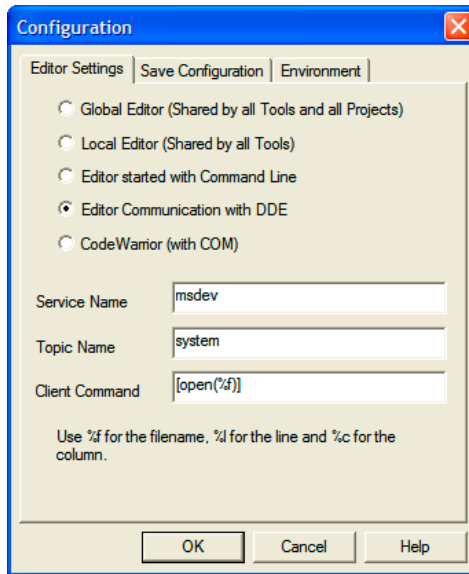 Configuration
Editor Settings Save Configuration Environment
Global Editor (Shared by all Tools and all Projects)
Local Editor (Shared by all Tools)
Editor started with Command Line
Editor Communication with DDE
CodeWarrior (with COM)
Service Name msdev
Topic Name system
Client Command [open(%f)]
Use %f for the filename, %l for the line and %c for the
column.
OK Cancel Help